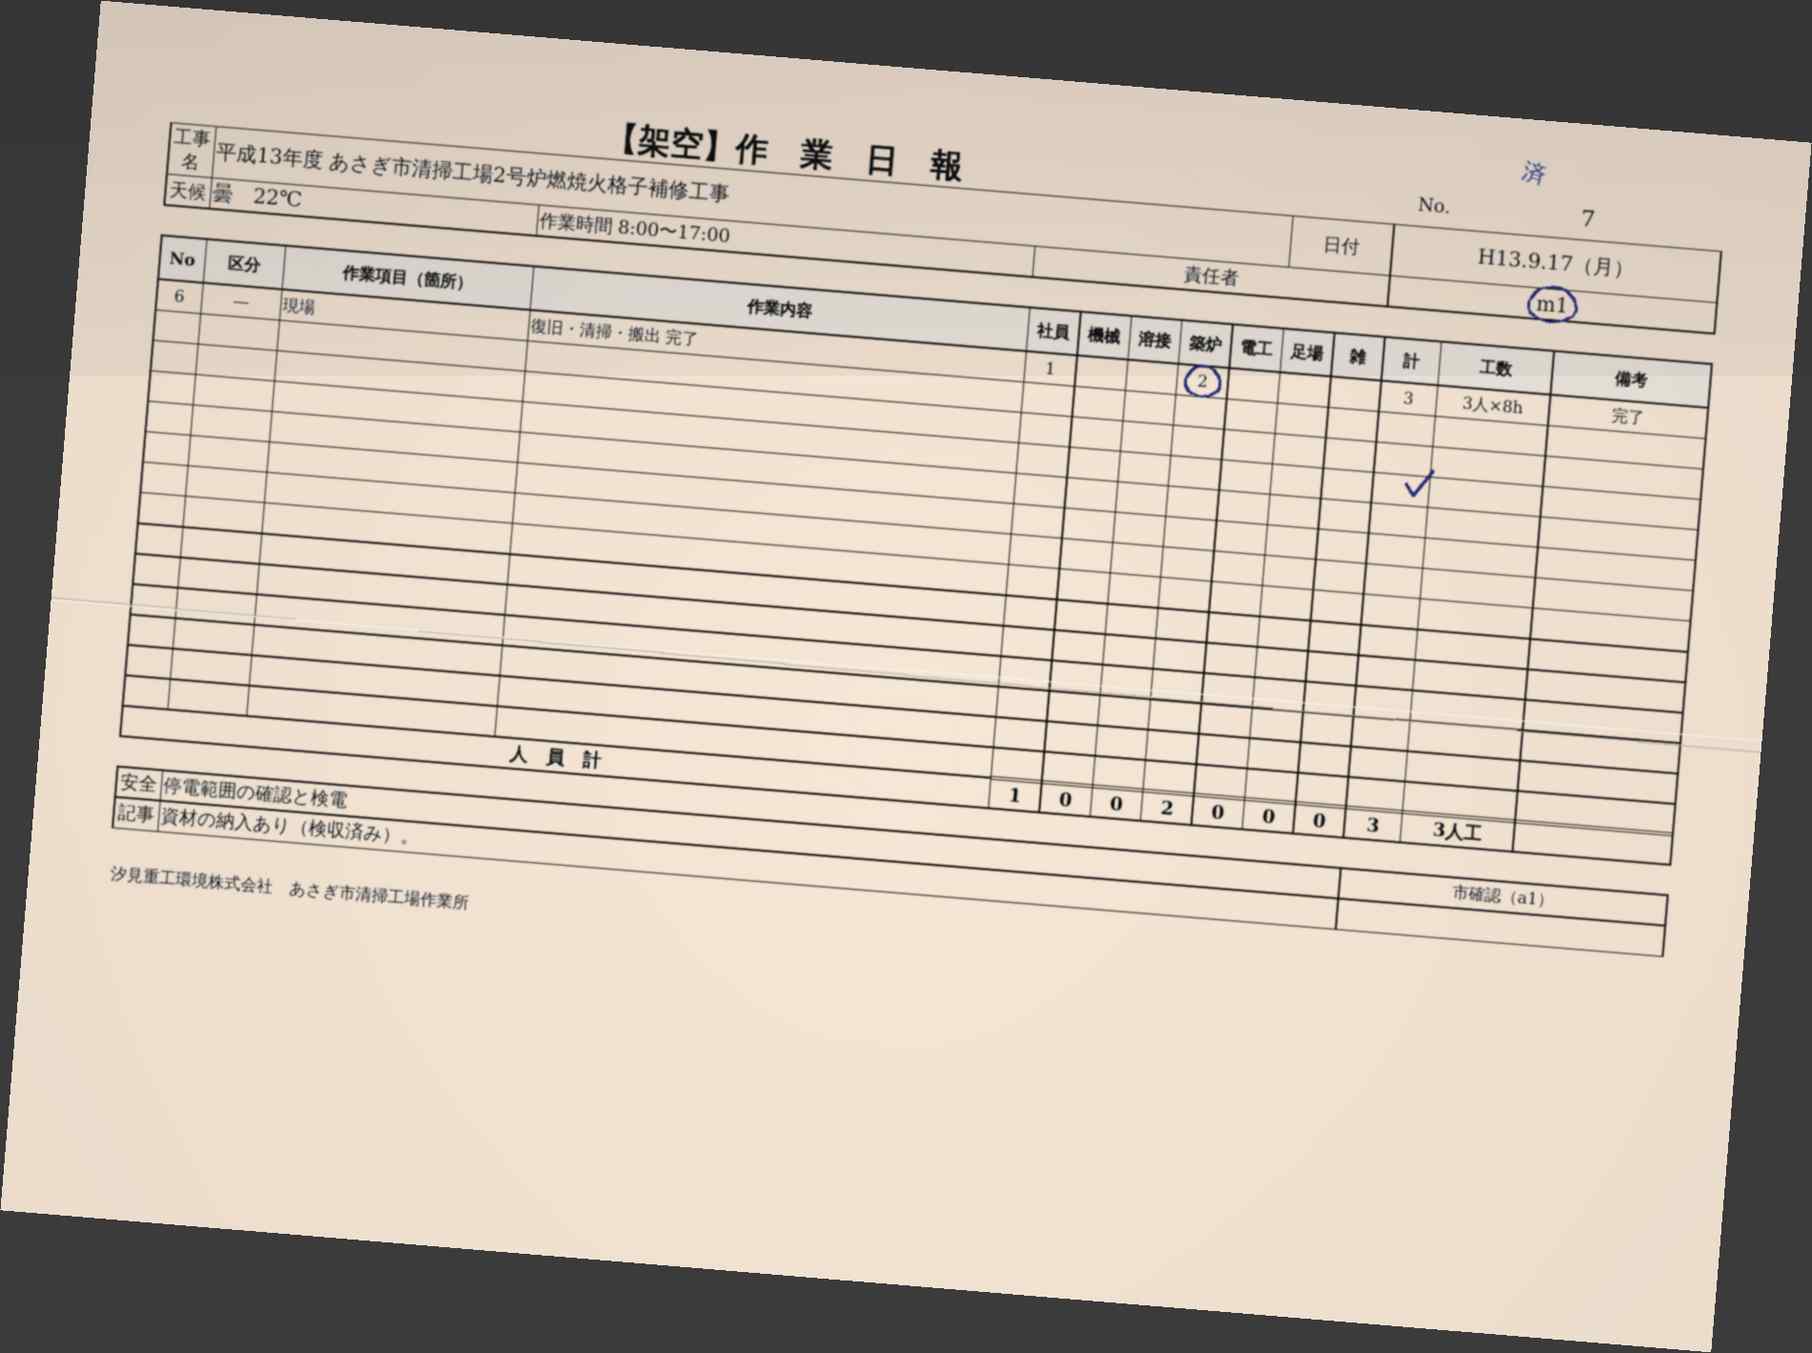 【架空】作 業 日 報
済
No. 7
工事名 平成13年度 あさぎ市清掃工場2号炉燃焼火格子補修工事 日付 H13.9.17（月）
天候 曇 22℃ 作業時間 8:00〜17:00 責任者 m1
No 区分 作業項目（箇所） 作業内容 社員 機械 溶接 築炉 電工 足場 雑 計 工数 備考
6 — 現場 復旧・清掃・搬出 完了 1 2 3 3人×8h 完了
人 員 計 1 0 0 2 0 0 0 3 3人工
安全 停電範囲の確認と検電 市確認（a1）
記事 資材の納入あり（検収済み）。
汐見重工環境株式会社 あさぎ市清掃工場作業所